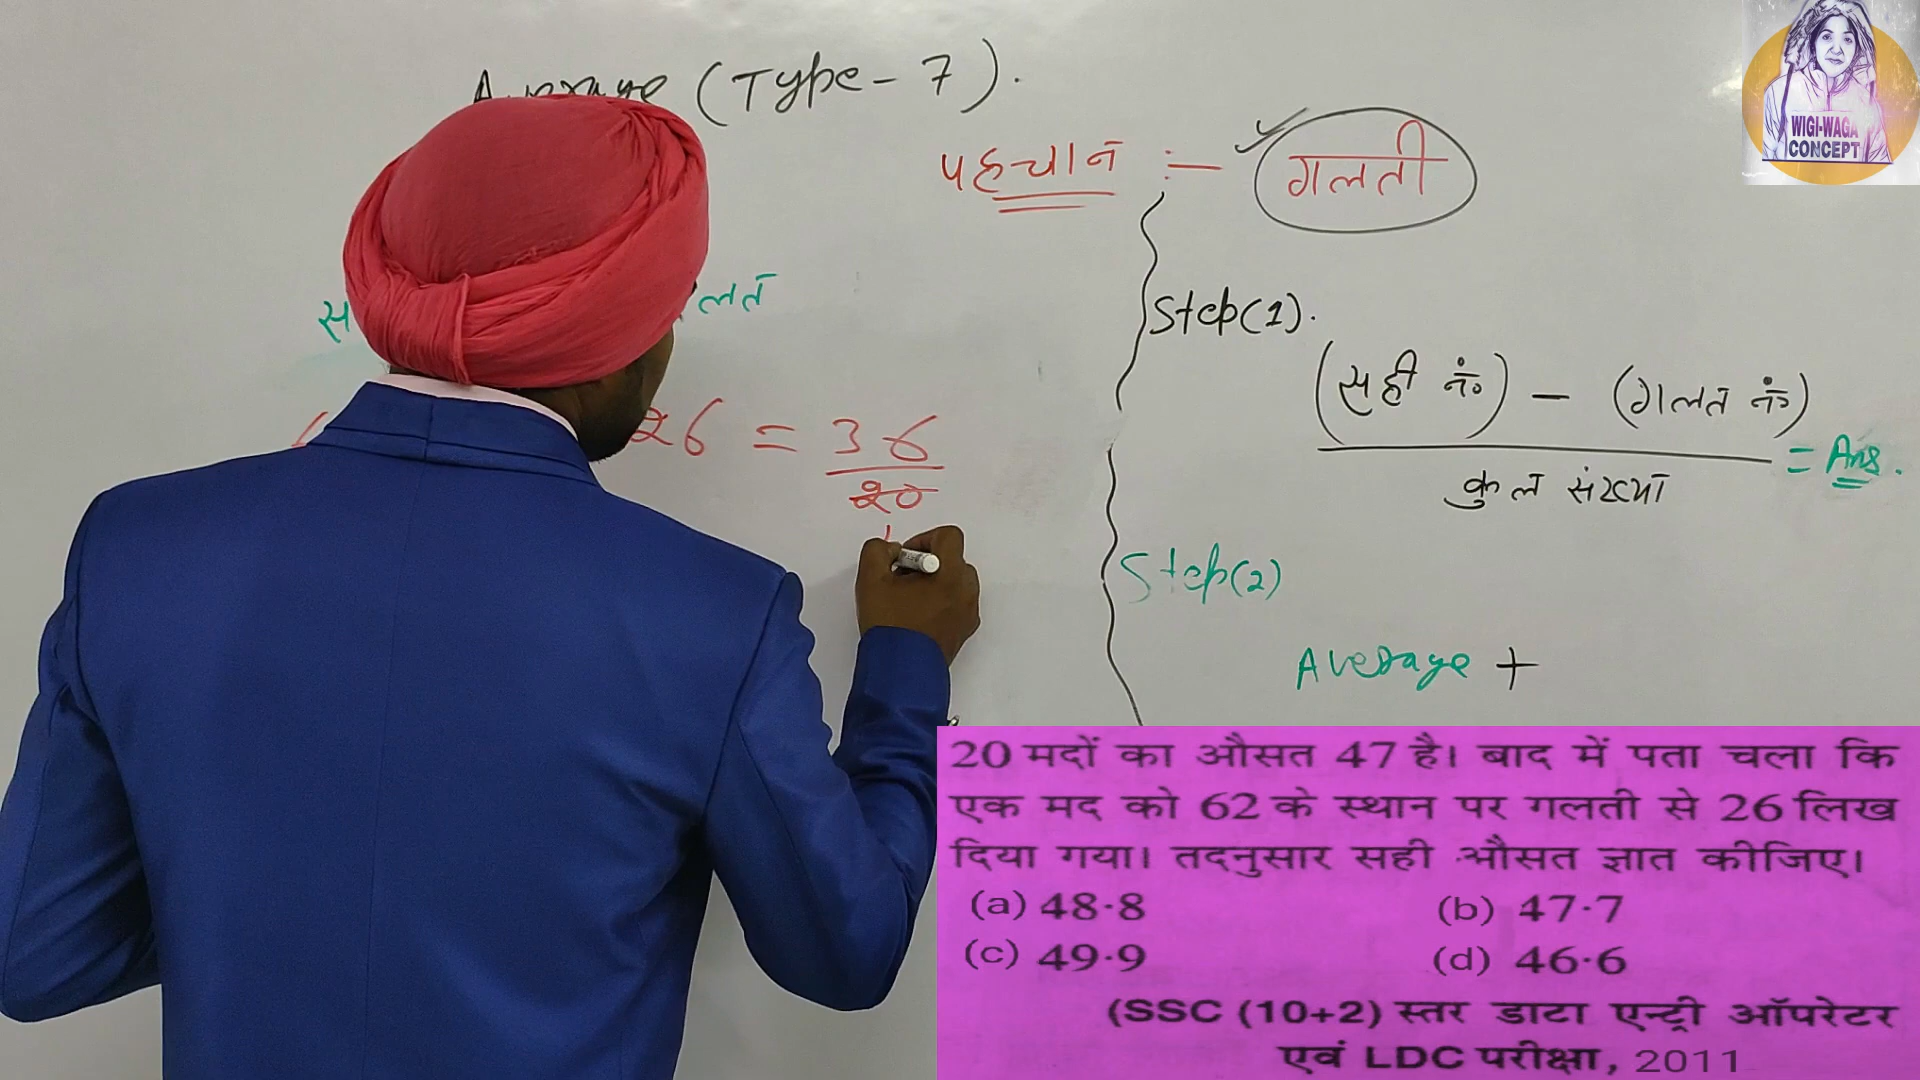 Average (Type - 7).
पहचान :- गलती
WIGI-WAGA
CONCEPT
Step(1).
(सही नं०) - (गलत नं०)
कुल संख्या
= Ans.
26 = 36
20
Step(2)
Average +
20 मदों का औसत 47 है। बाद में पता चला कि
एक मद को 62 के स्थान पर गलती से 26 लिख
दिया गया। तदनुसार सही औसत ज्ञात कीजिए।
(a) 48·8 (b) 47·7
(c) 49·9 (d) 46·6
(SSC (10+2) स्तर डाटा एन्ट्री ऑपरेटर
एवं LDC परीक्षा, 2011